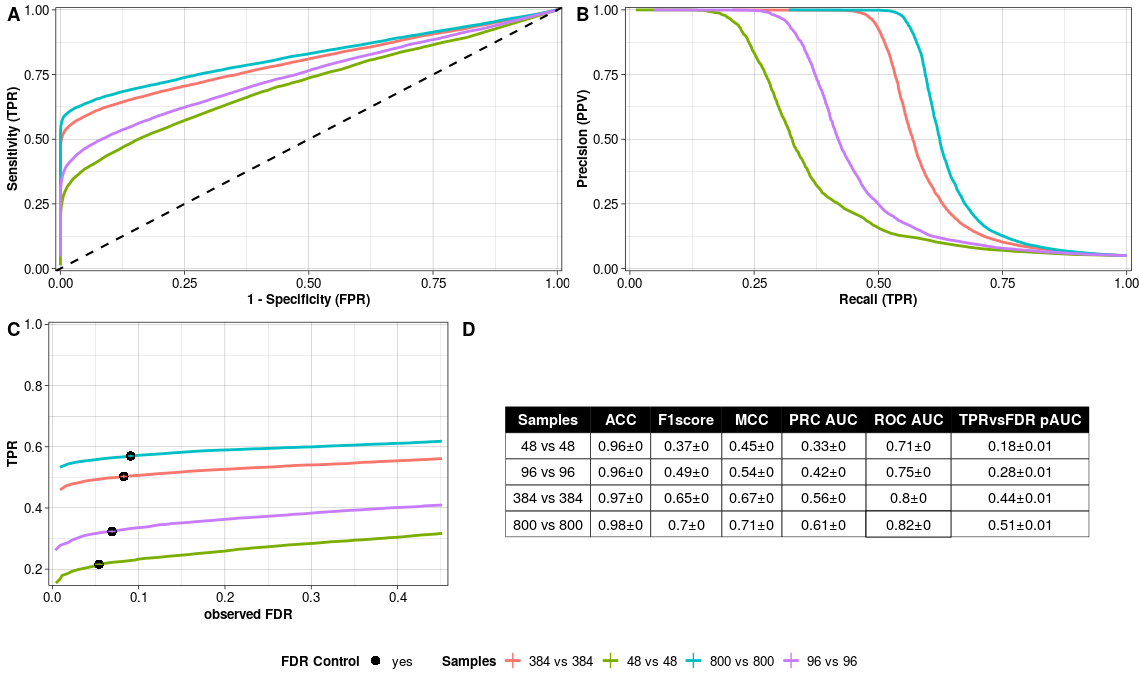 A
1.00
0.75
0.50
0.25
0.00
Sensitivity (TPR)
0.00 0.25 0.50 0.75 1.00
1 - Specificity (FPR)
B
1.00
0.75
0.50
0.25
0.00
Precision (PPV)
0.00 0.25 0.50 0.75 1.00
Recall (TPR)
C
1.0
0.8
0.6
0.4
0.2
TPR
0.0 0.1 0.2 0.3 0.4
observed FDR
D
Samples ACC F1score MCC PRC AUC ROC AUC TPRvsFDR pAUC
48 vs 48 0.96±0 0.37±0 0.45±0 0.33±0 0.71±0 0.18±0.01
96 vs 96 0.96±0 0.49±0 0.54±0 0.42±0 0.75±0 0.28±0.01
384 vs 384 0.97±0 0.65±0 0.67±0 0.56±0 0.8±0 0.44±0.01
800 vs 800 0.98±0 0.7±0 0.71±0 0.61±0 0.82±0 0.51±0.01
FDR Control yes Samples 384 vs 384 48 vs 48 800 vs 800 96 vs 96